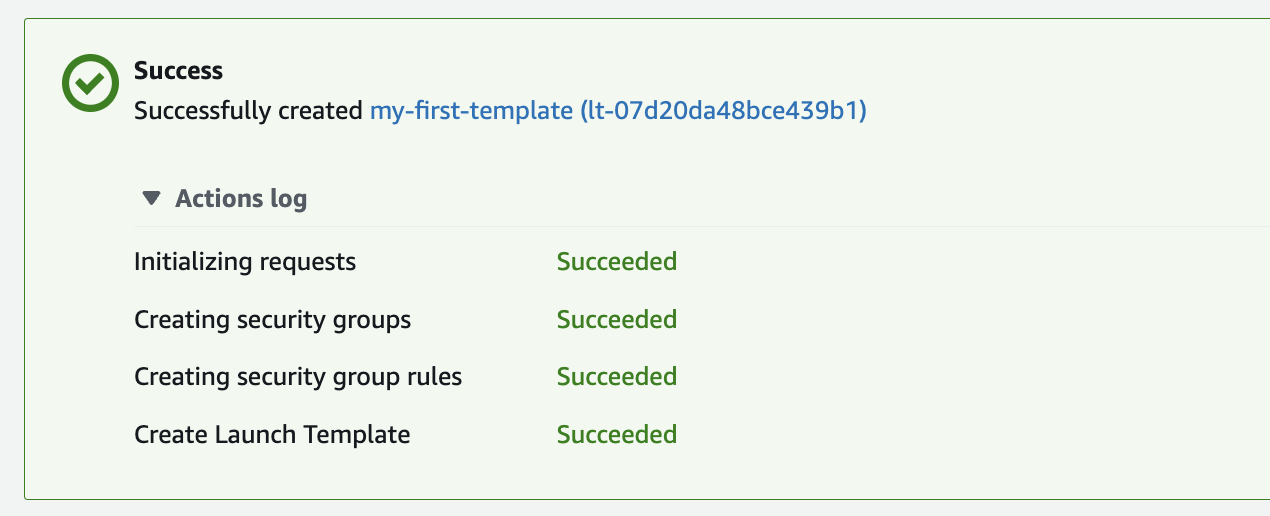 Success
Successfully created my-first-template (lt-07d20da48bce439b1)
Actions log
Initializing requests Succeeded
Creating security groups Succeeded
Creating security group rules Succeeded
Create Launch Template Succeeded